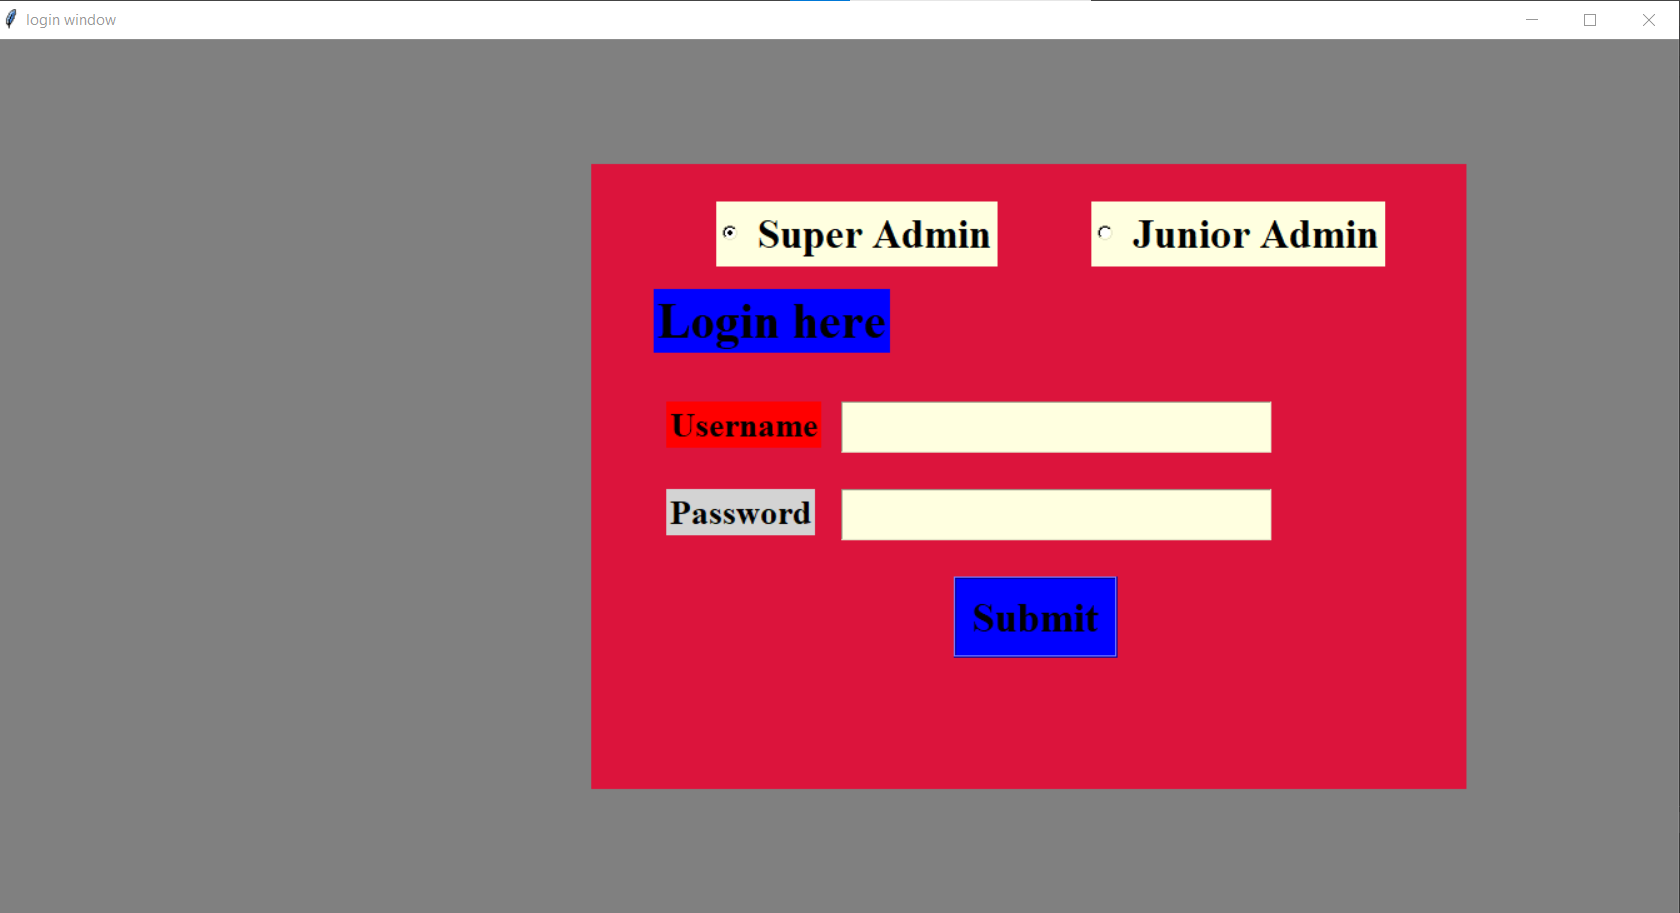 login window
Super Admin
Junior Admin
Login here
Username
Password
Submit